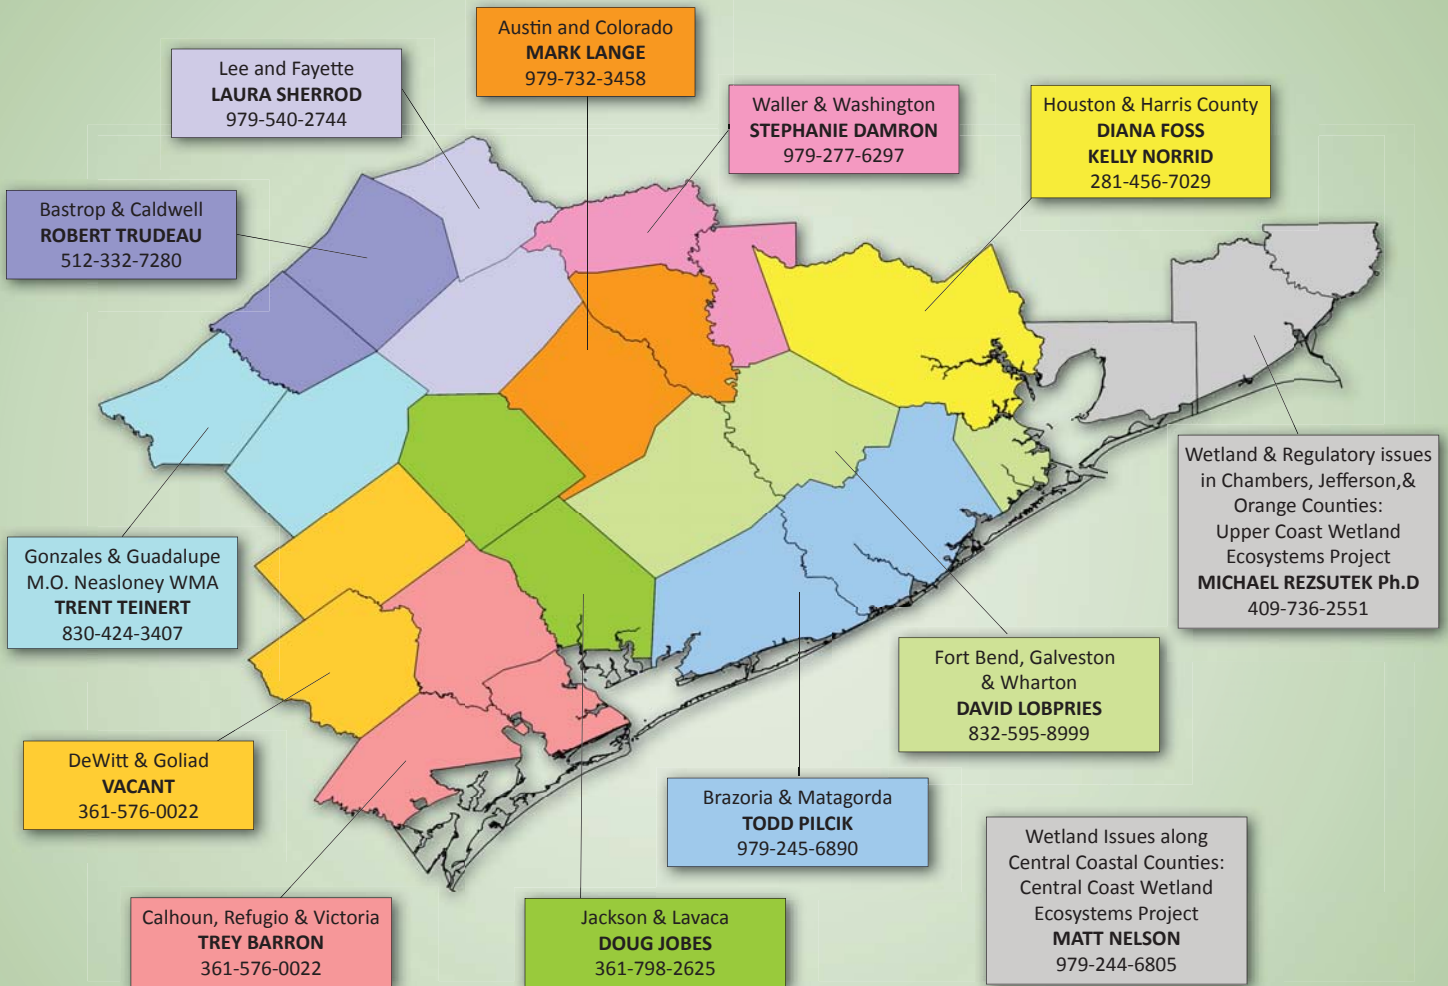 Austin and Colorado
MARK LANGE
979-732-3458
Lee and Fayette
LAURA SHERROD
979-540-2744
Waller & Washington
STEPHANIE DAMRON
979-277-6297
Houston & Harris County
DIANA FOSS
KELLY NORRID
281-456-7029
Bastrop & Caldwell
ROBERT TRUDEAU
512-332-7280
Wetland & Regulatory issues
in Chambers, Jefferson,&
Orange Counties:
Upper Coast Wetland
Ecosystems Project
MICHAEL REZSUTEK Ph.D
409-736-2551
Gonzales & Guadalupe
M.O. Neasloney WMA
TRENT TEINERT
830-424-3407
Fort Bend, Galveston
& Wharton
DAVID LOBPRIES
832-595-8999
DeWitt & Goliad
VACANT
361-576-0022
Brazoria & Matagorda
TODD PILCIK
979-245-6890
Wetland Issues along
Central Coastal Counties:
Central Coast Wetland
Ecosystems Project
MATT NELSON
979-244-6805
Calhoun, Refugio & Victoria
TREY BARRON
361-576-0022
Jackson & Lavaca
DOUG JOBES
361-798-2625